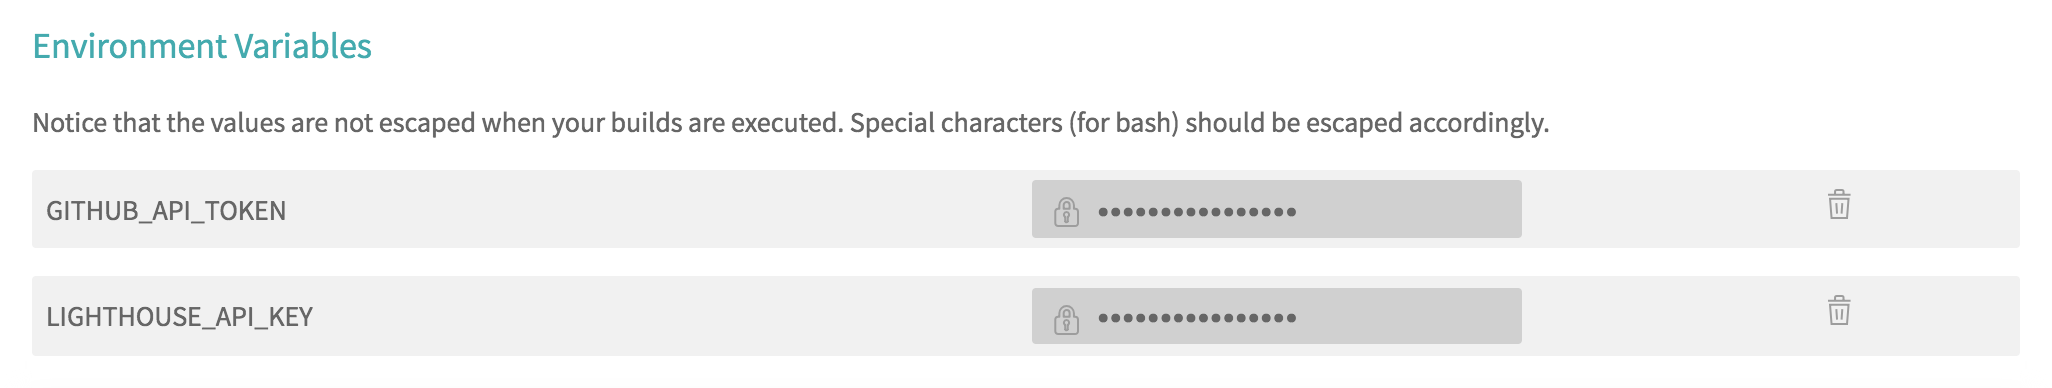 Environment Variables
Notice that the values are not escaped when your builds are executed. Special characters (for bash) should be escaped accordingly.
GITHUB_API_TOKEN ••••••••••••••••
LIGHTHOUSE_API_KEY ••••••••••••••••